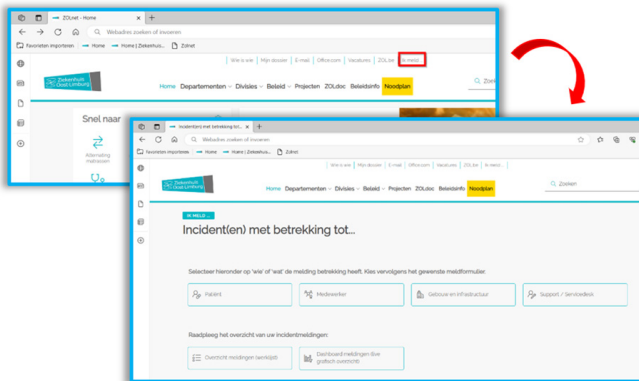 ZOLnet - Home
Webadres zoeken of invoeren
Favorieten importeren Home Home | Ziekenhuis... Zolnet
Wie is wie | Mijn dossier | E-mail | Office.com | Vacatures | ZOL.be | Ik meld
Ziekenhuis
Oost-Limburg
Home Departementen Divisies Beleid Projecten ZOLdoc Beleidsinfo Noodplan
Snel naar
Alternating
matrassen
Incident(en) met betrekking tot...
Webadres zoeken of invoeren
Favorieten importeren Home Home | Ziekenhuis... Zolnet
Wie is wie | Mijn dossier | E-mail | Office.com | Vacatures | ZOL.be | Ik meld...
Ziekenhuis
Oost-Limburg
Home Departementen Divisies Beleid Projecten ZOLdoc Beleidsinfo Noodplan
Zoeken
IK MELD ...
Incident(en) met betrekking tot...
Selecteer hieronder op 'wie' of 'wat' de melding betrekking heeft. Kies vervolgens het gewenste meldformulier.
Patiënt
Medewerker
Gebouw en infrastructuur
Support / Servicedesk
Raadpleeg het overzicht van uw incidentmeldingen:
Overzicht meldingen (werklijst)
Dashboard meldingen (live
grafisch overzicht)